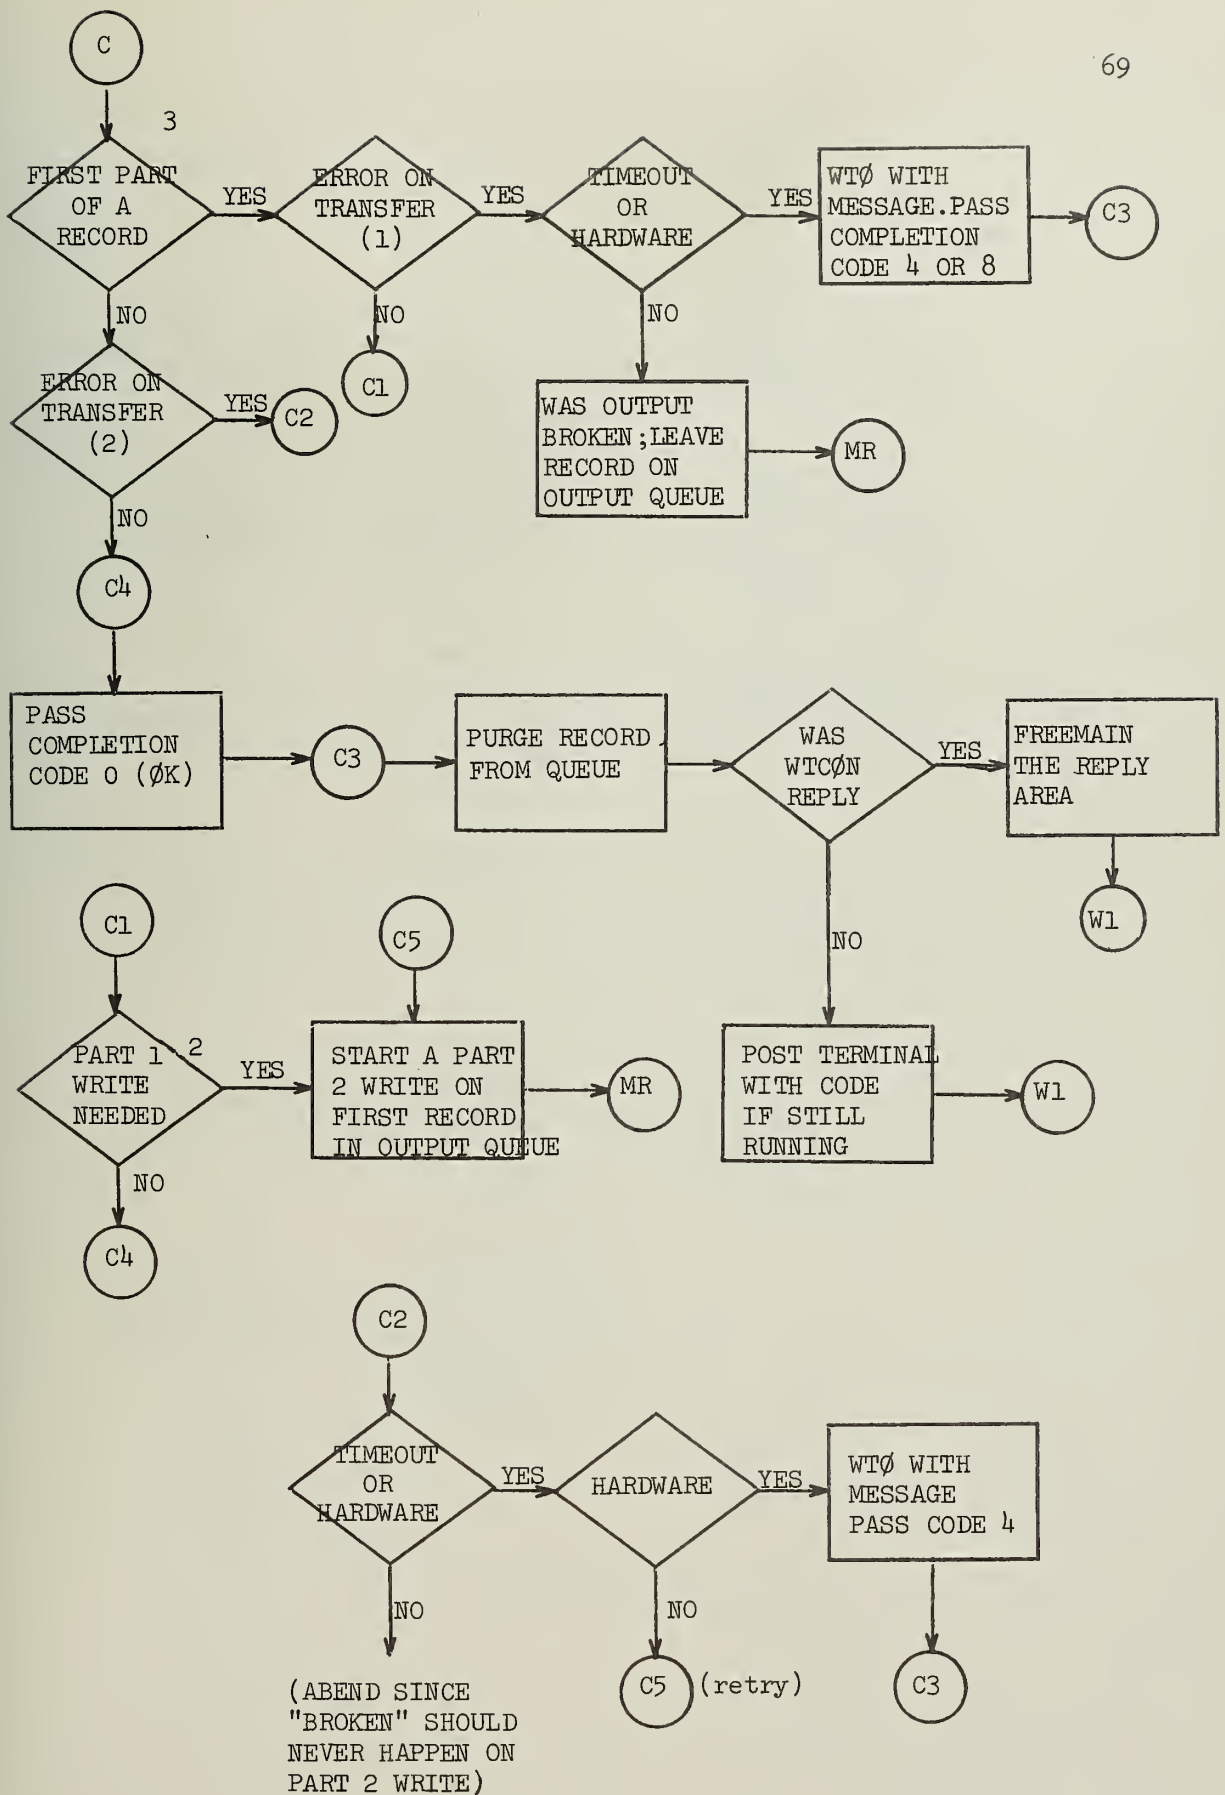 69
C
3
FIRST PART
OF A
RECORD
YES
ERROR ON
TRANSFER
(1)
YES
TIMEOUT
OR
HARDWARE
YES
WTØ WITH
MESSAGE.PASS
COMPLETION
CODE 4 OR 8
C3
NO
NO
C1
NO
ERROR ON
TRANSFER
(2)
YES
C2
WAS OUTPUT
BROKEN;LEAVE
RECORD ON
OUTPUT QUEUE
MR
NO
C4
PASS
COMPLETION
CODE 0 (ØK)
C3
PURGE RECORD
FROM QUEUE
WAS
WTCØN
REPLY
YES
FREEMAIN
THE REPLY
AREA
W1
NO
C1
C5
PART 1 2
WRITE
NEEDED
YES
START A PART
2 WRITE ON
FIRST RECORD
IN OUTPUT QUEUE
MR
POST TERMINAL
WITH CODE
IF STILL
RUNNING
W1
NO
C4
C2
TIMEOUT
OR
HARDWARE
YES
HARDWARE
YES
WTØ WITH
MESSAGE
PASS CODE 4
NO
NO
C5 (retry)
C3
(ABEND SINCE
"BROKEN" SHOULD
NEVER HAPPEN ON
PART 2 WRITE)